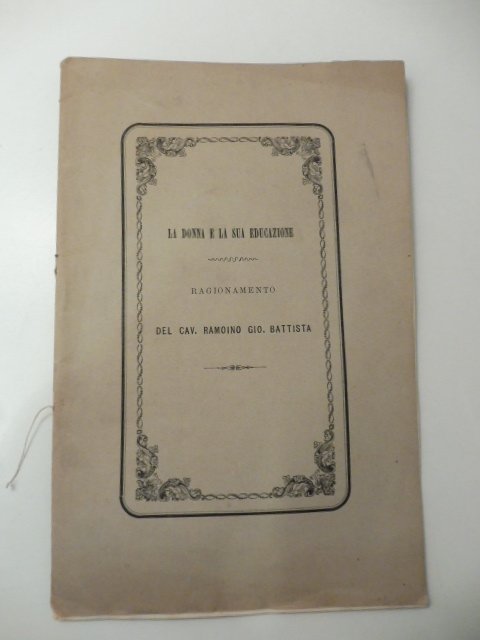 LA DONNA E LA SUA EDUCAZIONE
RAGIONAMENTO
DEL CAV. RAMOINO GIO. BATTISTA